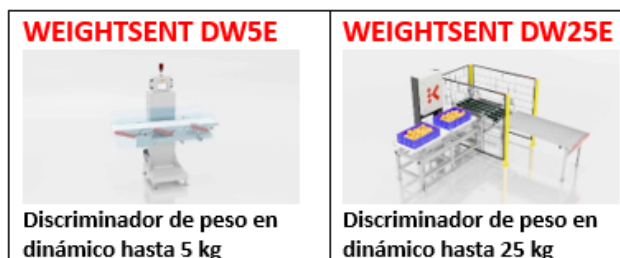 WEIGHTSENT DW5E
Discriminador de peso en
dinámico hasta 5 kg
WEIGHTSENT DW25E
Discriminador de peso en
dinámico hasta 25 kg